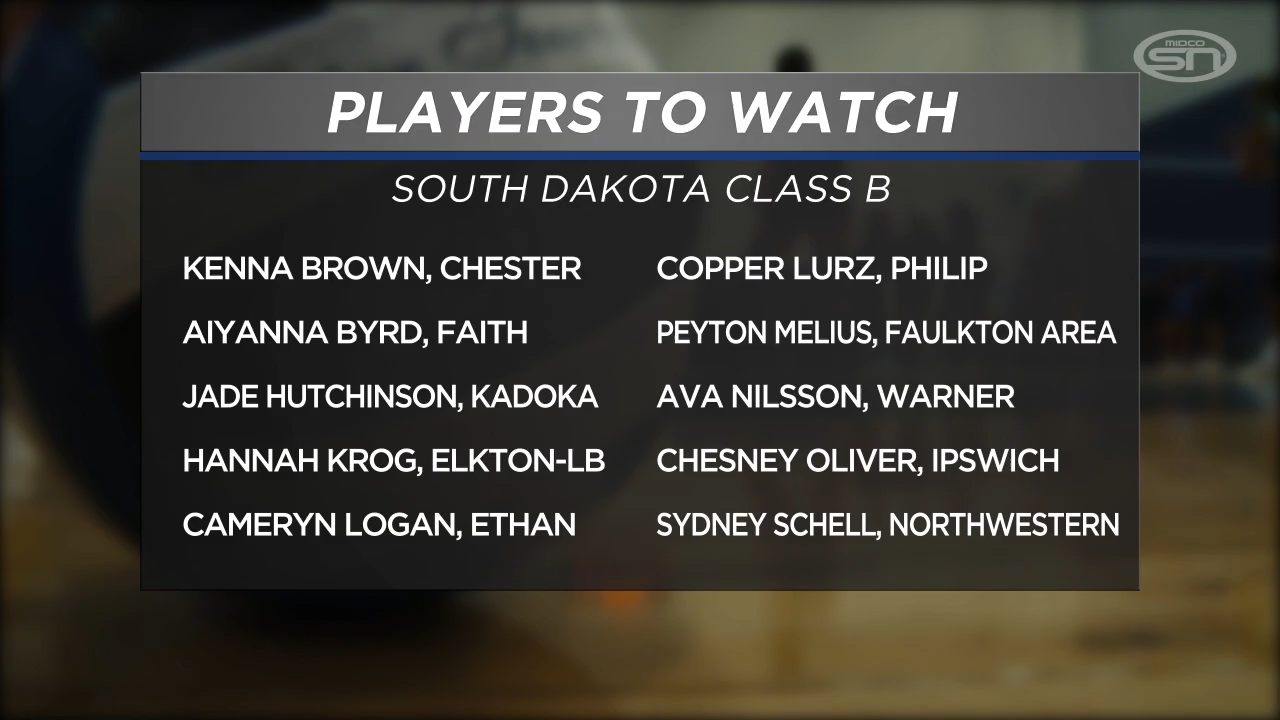 MIDCO
SN
PLAYERS TO WATCH
SOUTH DAKOTA CLASS B
KENNA BROWN, CHESTER
AIYANNA BYRD, FAITH
JADE HUTCHINSON, KADOKA
HANNAH KROG, ELKTON-LB
CAMERYN LOGAN, ETHAN
COPPER LURZ, PHILIP
PEYTON MELIUS, FAULKTON AREA
AVA NILSSON, WARNER
CHESNEY OLIVER, IPSWICH
SYDNEY SCHELL, NORTHWESTERN